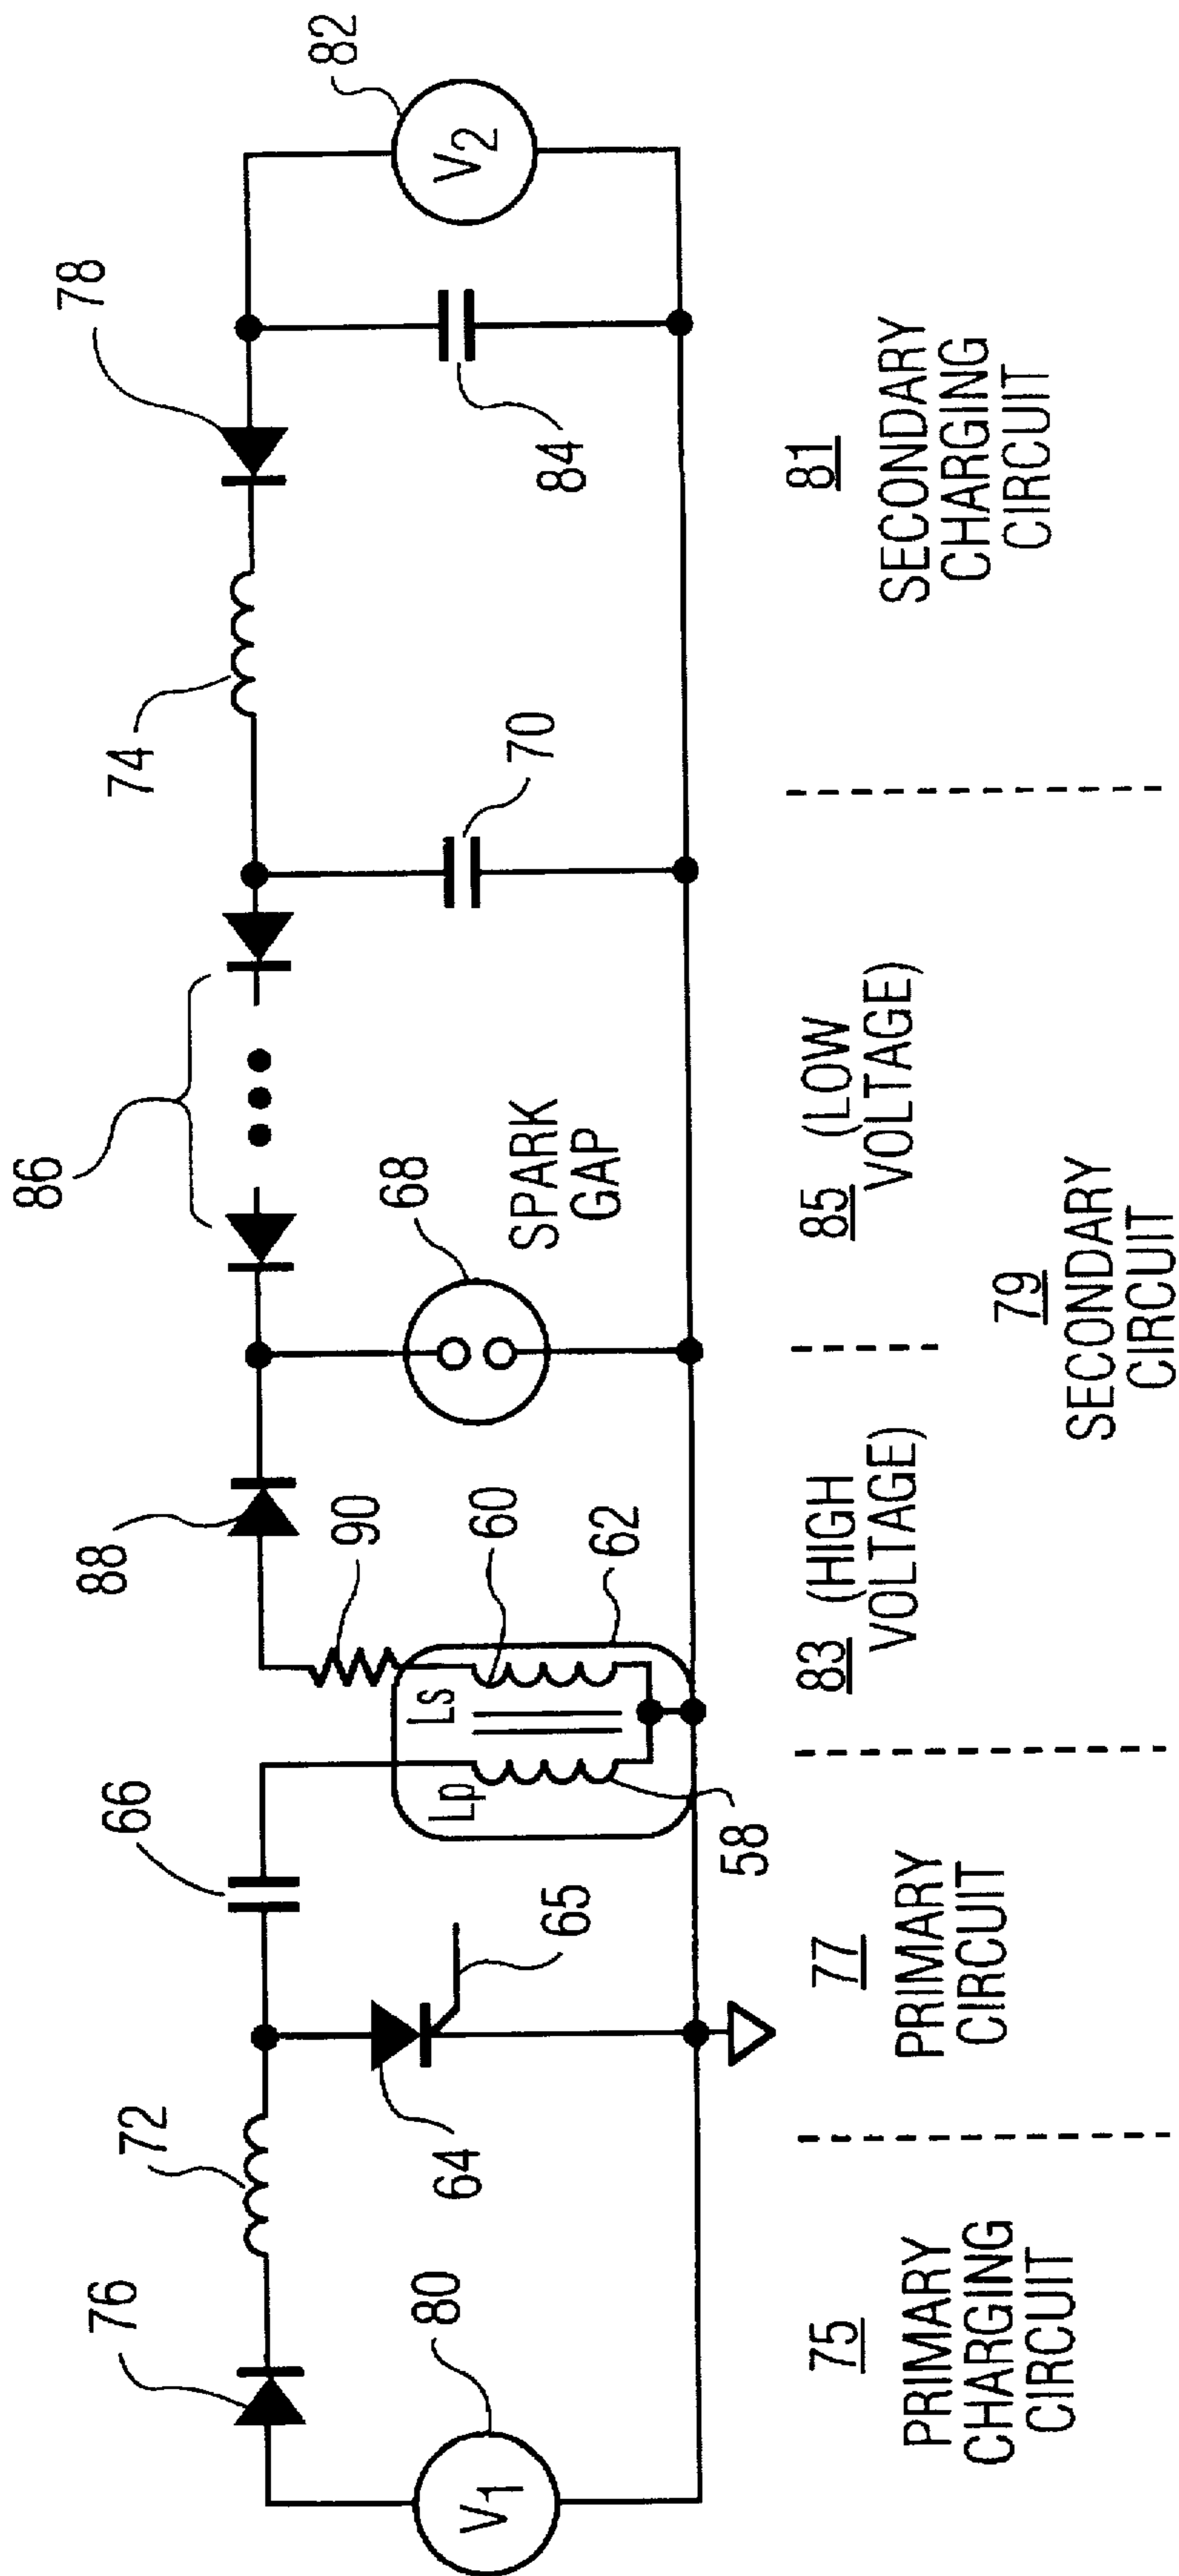 76
72
66
88
86
74
78
82
V1
80
64
65
Lp
Ls
58
90
60
62
68
SPARK
GAP
70
84
V2
75
PRIMARY
CHARGING
CIRCUIT
77
PRIMARY
CIRCUIT
83 (HIGH
VOLTAGE)
85 (LOW
VOLTAGE)
79
SECONDARY
CIRCUIT
81
SECONDARY
CHARGING
CIRCUIT